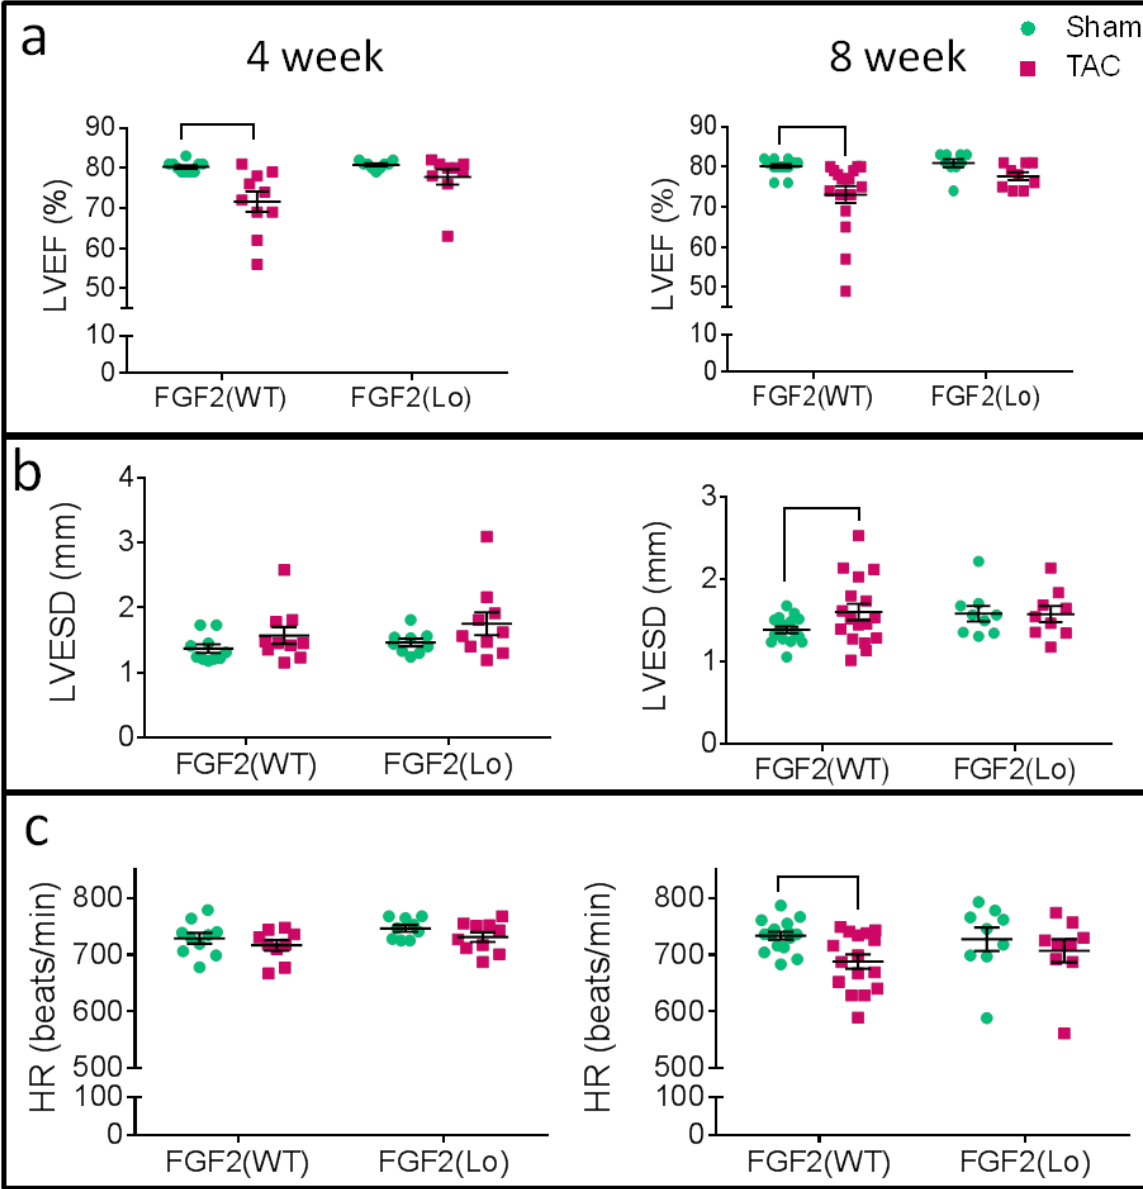 a
4 week
8 week
Sham
TAC
LVEF (%)
90
80
70
60
50
10
0
FGF2(WT)
FGF2(Lo)
LVEF (%)
90
80
70
60
50
10
0
FGF2(WT)
FGF2(Lo)
b
LVESD (mm)
4
3
2
1
0
FGF2(WT)
FGF2(Lo)
LVESD (mm)
3
2
1
0
FGF2(WT)
FGF2(Lo)
c
HR (beats/min)
800
700
600
500
100
0
FGF2(WT)
FGF2(Lo)
HR (beats/min)
800
700
600
500
100
0
FGF2(WT)
FGF2(Lo)